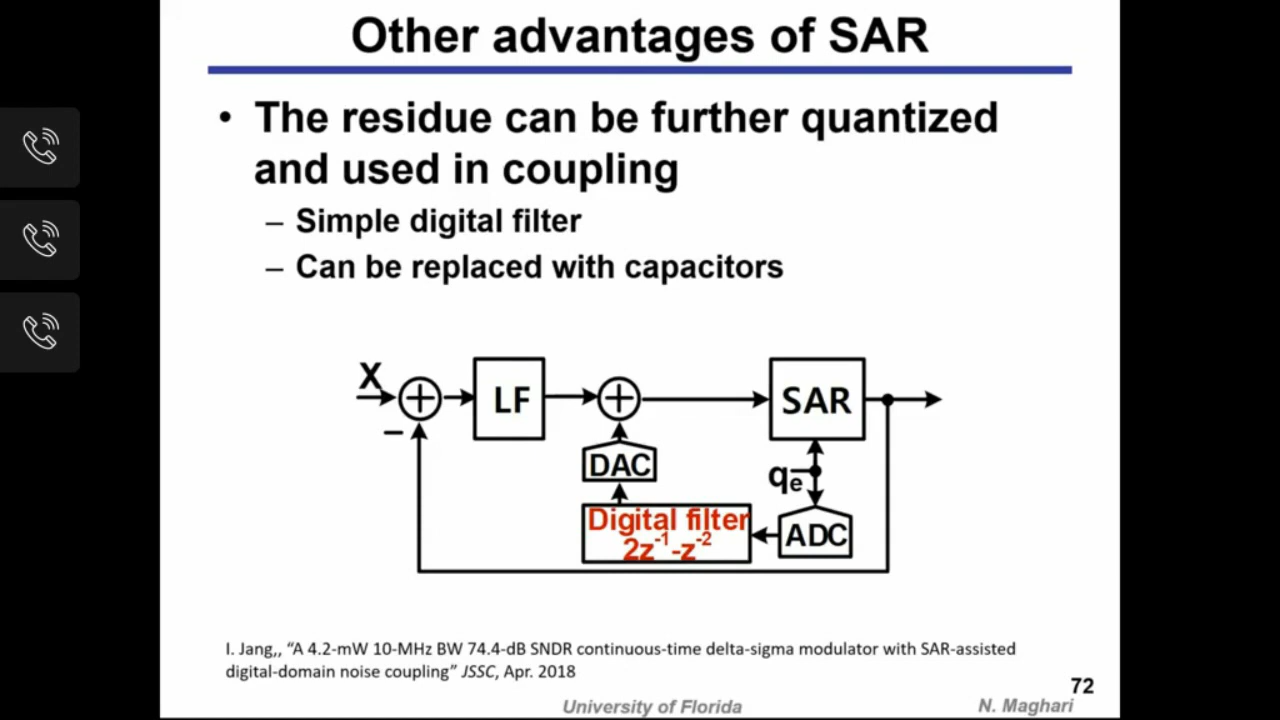 Other advantages of SAR
• The residue can be further quantized
and used in coupling
– Simple digital filter
– Can be replaced with capacitors
X
LF
SAR
DAC
qe
Digital filter
2z-1-z-2
ADC
I. Jang,, “A 4.2-mW 10-MHz BW 74.4-dB SNDR continuous-time delta-sigma modulator with SAR-assisted
digital-domain noise coupling” JSSC, Apr. 2018
72
University of Florida
N. Maghari